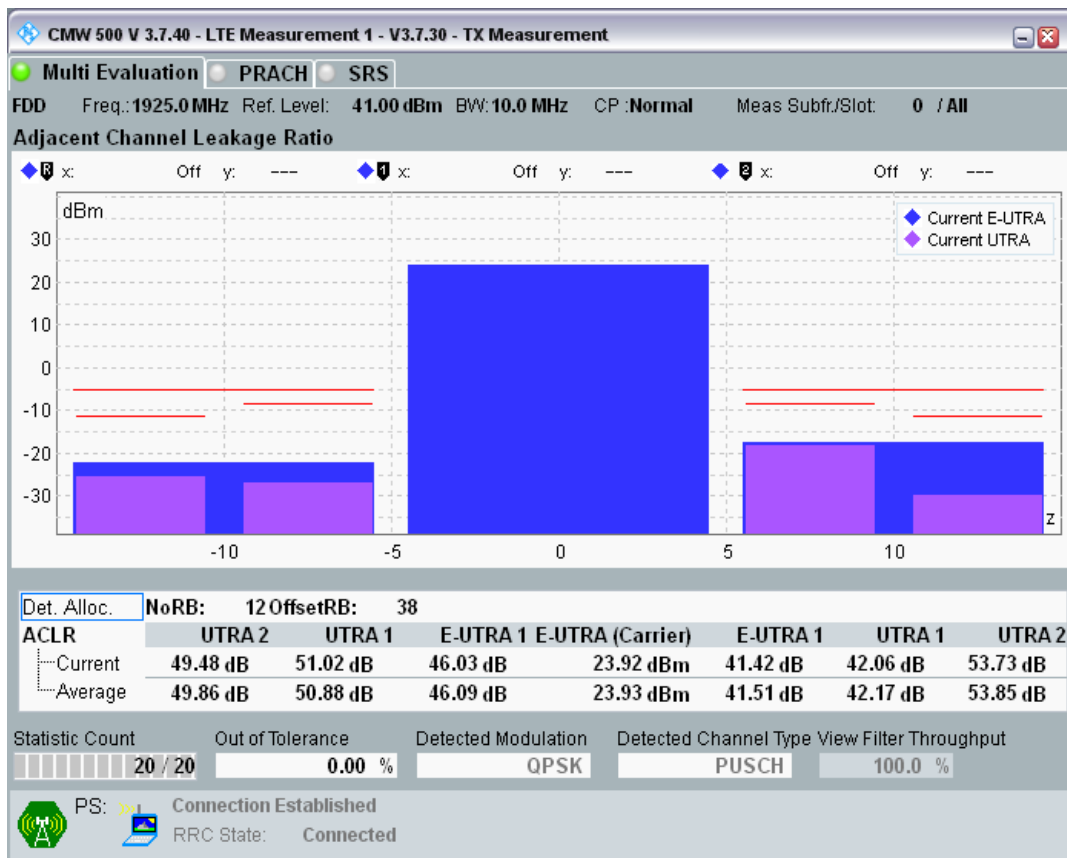 CMW 500 V 3.7.40 - LTE Measurement 1 - V3.7.30 - TX Measurement
Multi Evaluation PRACH SRS
FDD Freq.: 1925.0 MHz Ref. Level: 41.00 dBm BW: 10.0 MHz CP :Normal Meas Subfr./Slot: 0 / All
Adjacent Channel Leakage Ratio
R x: Off y: --- 1 x: Off y: --- 2 x: Off y: ---
dBm
Current E-UTRA
Current UTRA
30
20
10
0
-10
-20
-30
z
-10 -5 0 5 10
Det. Alloc. NoRB: 12 OffsetRB: 38
ACLR UTRA 2 UTRA 1 E-UTRA 1 E-UTRA (Carrier) E-UTRA 1 UTRA 1 UTRA 2
Current 49.48 dB 51.02 dB 46.03 dB 23.92 dBm 41.42 dB 42.06 dB 53.73 dB
Average 49.86 dB 50.88 dB 46.09 dB 23.93 dBm 41.51 dB 42.17 dB 53.85 dB
Statistic Count Out of Tolerance Detected Modulation Detected Channel Type View Filter Throughput
20 / 20 0.00 % QPSK PUSCH 100.0 %
PS: Connection Established
RRC State: Connected